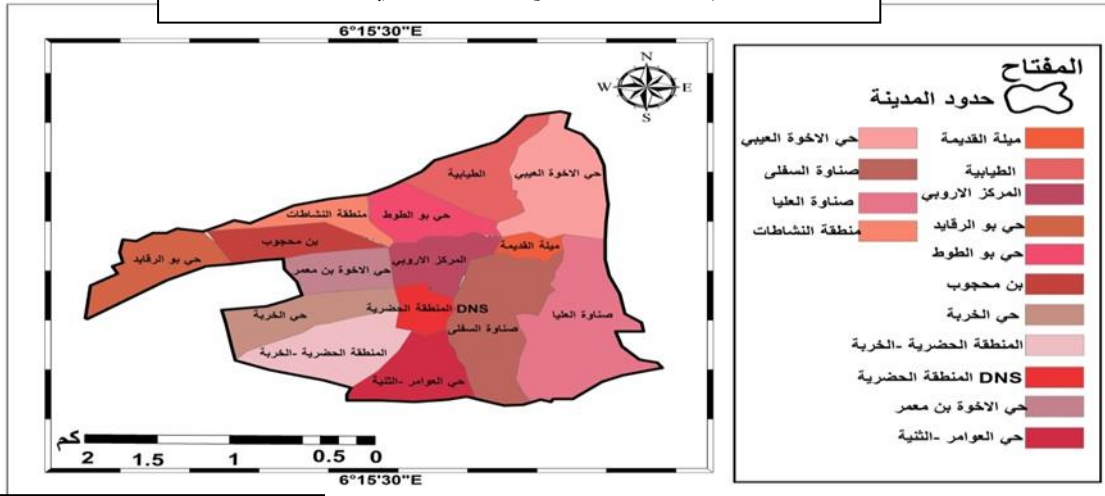 6°15'30"E
N
W E
S
حي الاخوة العيبي
الطيابية
حي بو الطوط
منطقة النشاطات
ميلة القديمة
بن محجوب
المركز الاروبي
حي بو الرقايد
حي الاخوة بن معمر
DNS المنطقة الحضرية
حي الخربة
صناوة العليا
صناوة السفلى
المنطقة الحضرية -الخربة
حي العوامر -الثنية
كم
2 1.5 1 0.5 0
6°15'30"E
المفتاح
حدود المدينة
ميلة القديمة
الطيابية
المركز الاروبي
حي بو الرقايد
حي بو الطوط
بن محجوب
حي الخربة
المنطقة الحضرية -الخربة
DNS المنطقة الحضرية
حي الاخوة بن معمر
حي العوامر -الثنية
حي الاخوة العيبي
صناوة السفلى
صناوة العليا
منطقة النشاطات